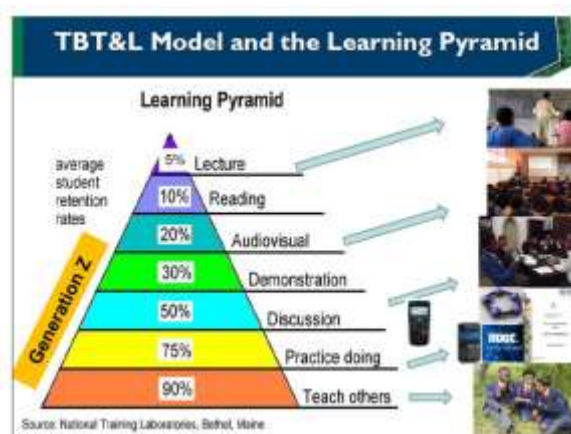 TBT&L Model and the Learning Pyramid
Learning Pyramid
average
student
retention
rates
5% Lecture
10% Reading
20% Audiovisual
30% Demonstration
50% Discussion
75% Practice doing
90% Teach others
Generation Z
Source: National Training Laboratories, Bethel, Maine